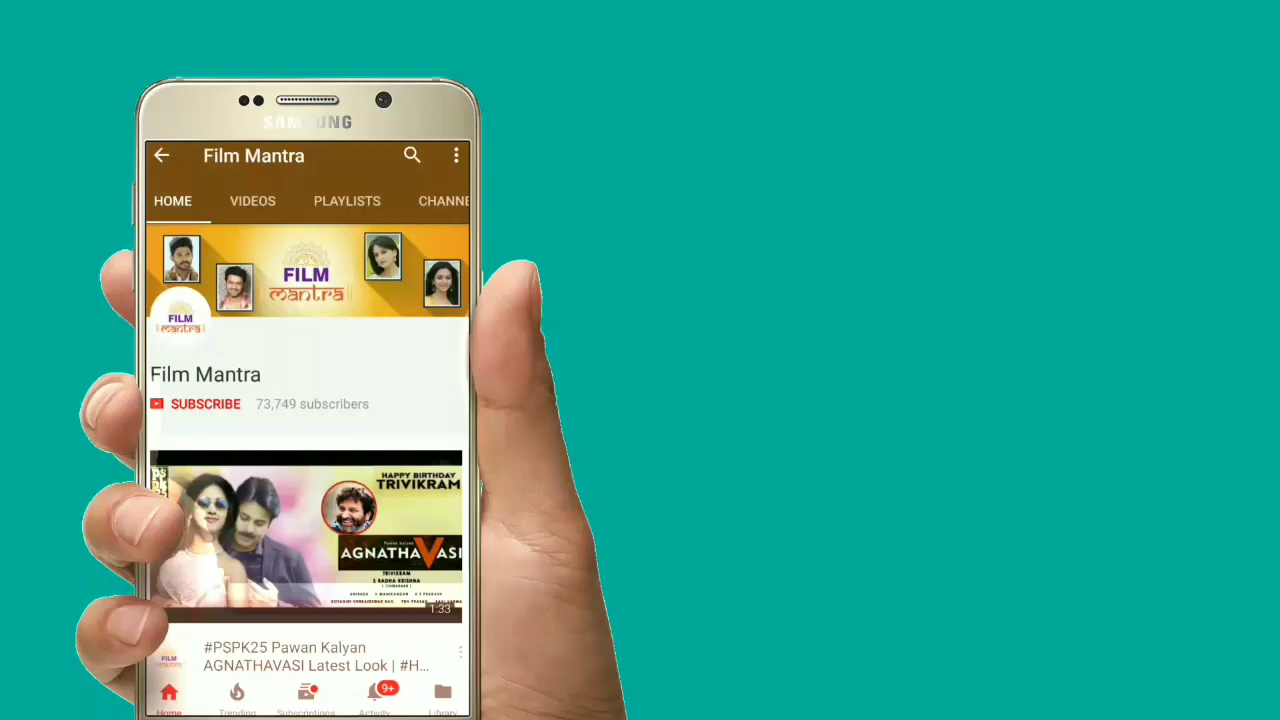 SAMSUNG
Film Mantra
HOME VIDEOS PLAYLISTS CHANNE
FILM
mantra
FILM
mantra
Film Mantra
SUBSCRIBE 73,749 subscribers
HAPPY BIRTHDAY
TRIVIKRAM
AGNATHAVASI
TRIVIKRAM
S RADHA KRISHNA
1:33
#PSPK25 Pawan Kalyan
AGNATHAVASI Latest Look | #H...
FILM
mantra
9+
Home Trending Subscriptions Activity Library